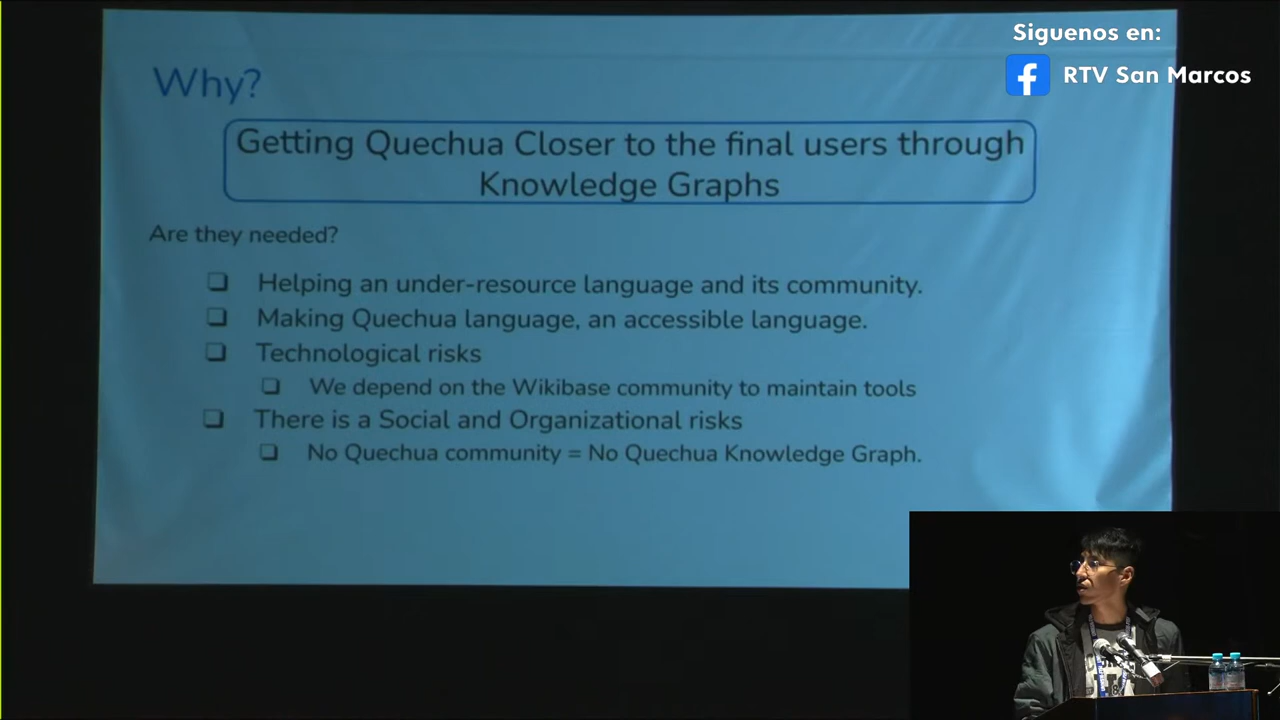 Siguenos en:
RTV San Marcos
Why?
Getting Quechua Closer to the final users through
Knowledge Graphs
Are they needed?
Helping an under-resource language and its community.
Making Quechua language, an accessible language.
Technological risks
We depend on the Wikibase community to maintain tools
There is a Social and Organizational risks
No Quechua community = No Quechua Knowledge Graph.